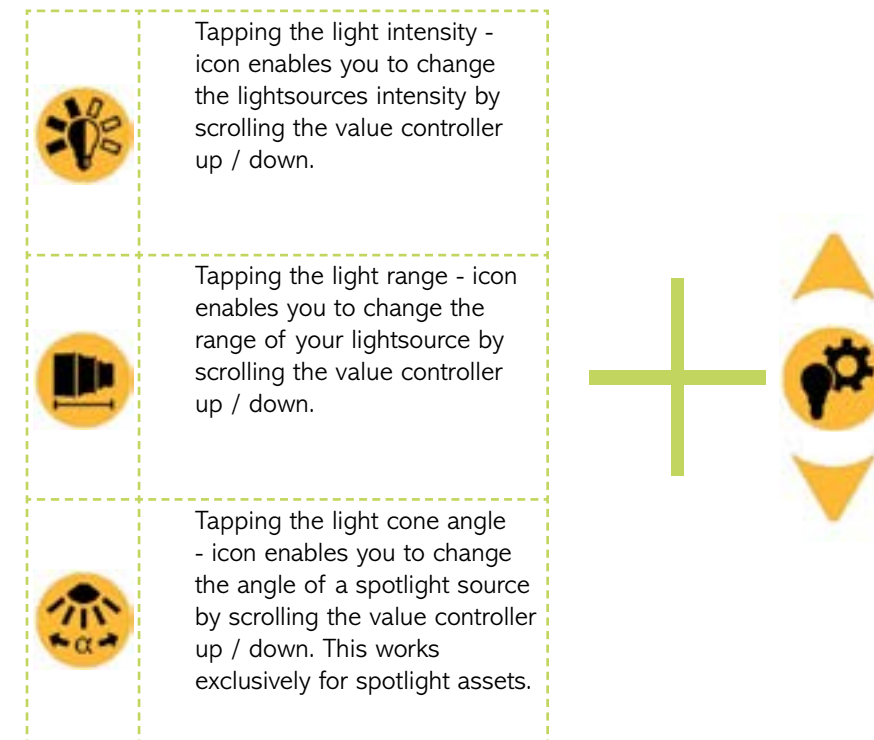 Tapping the light intensity -
icon enables you to change
the lightsources intensity by
scrolling the value controller
up / down.
Tapping the light range - icon
enables you to change the
range of your lightsource by
scrolling the value controller
up / down.
Tapping the light cone angle
- icon enables you to change
the angle of a spotlight source
by scrolling the value controller
up / down. This works
exclusively for spotlight assets.
α